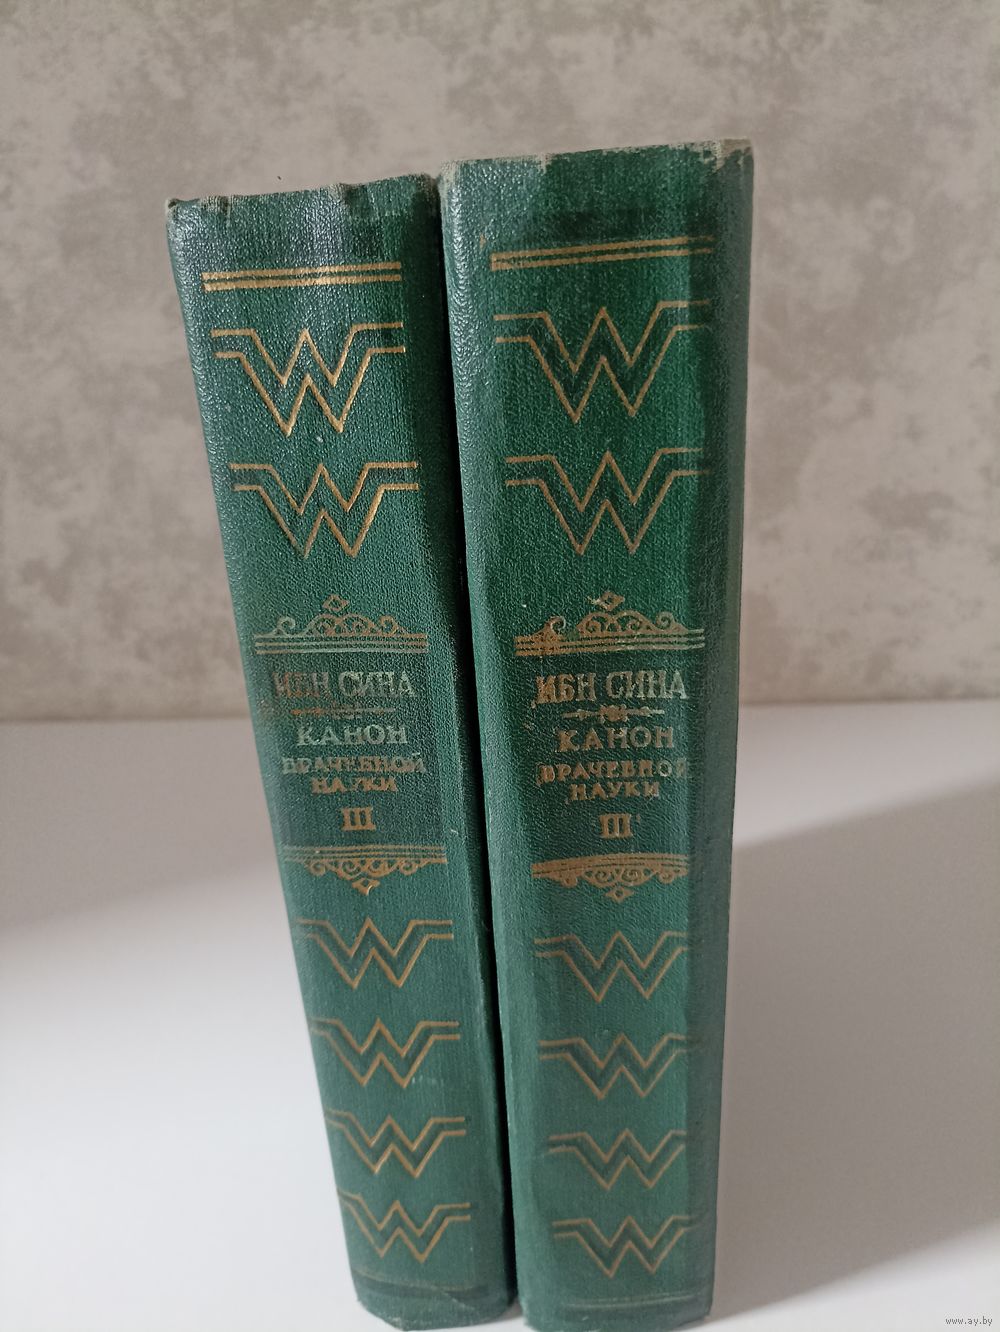 ИБН СИНА
КАНОН
ВРАЧЕБНОЙ
НАУКИ
III
ИБН СИНА
КАНОН
ВРАЧЕБНОЙ
НАУКИ
III
www.ay.by